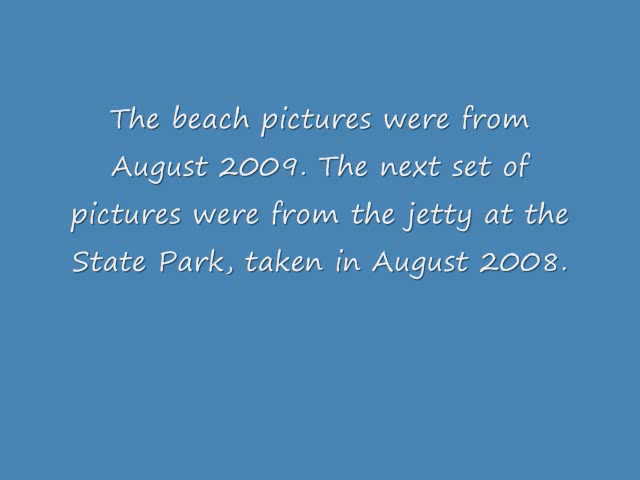 The beach pictures were from
August 2009. The next set of
pictures were from the jetty at the
State Park, taken in August 2008.